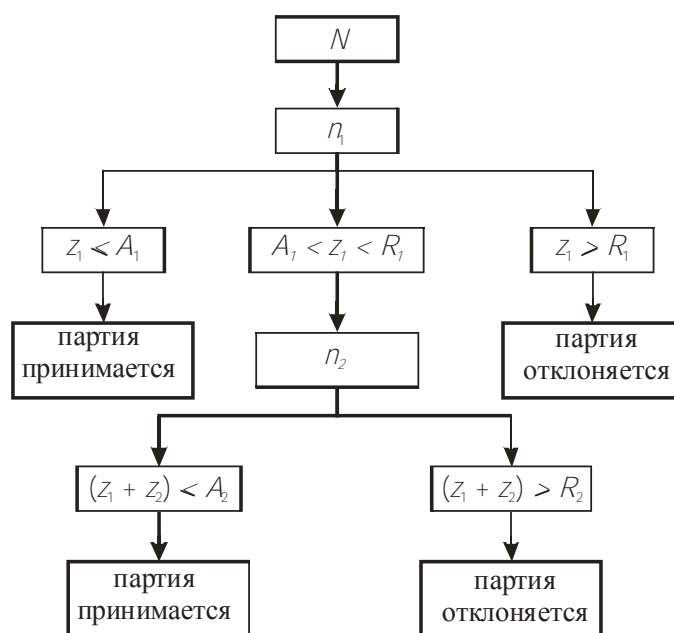 N
n₁
z₁ < A₁
A₁ < z₁ < R₁
z₁ > R₁
партия
принимается
n₂
партия
отклоняется
(z₁ + z₂) < A₂
(z₁ + z₂) > R₂
партия
принимается
партия
отклоняется